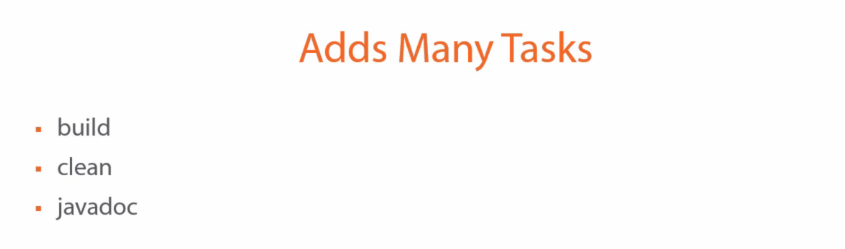 Adds Many Tasks
▪ build
▪ clean
▪ javadoc